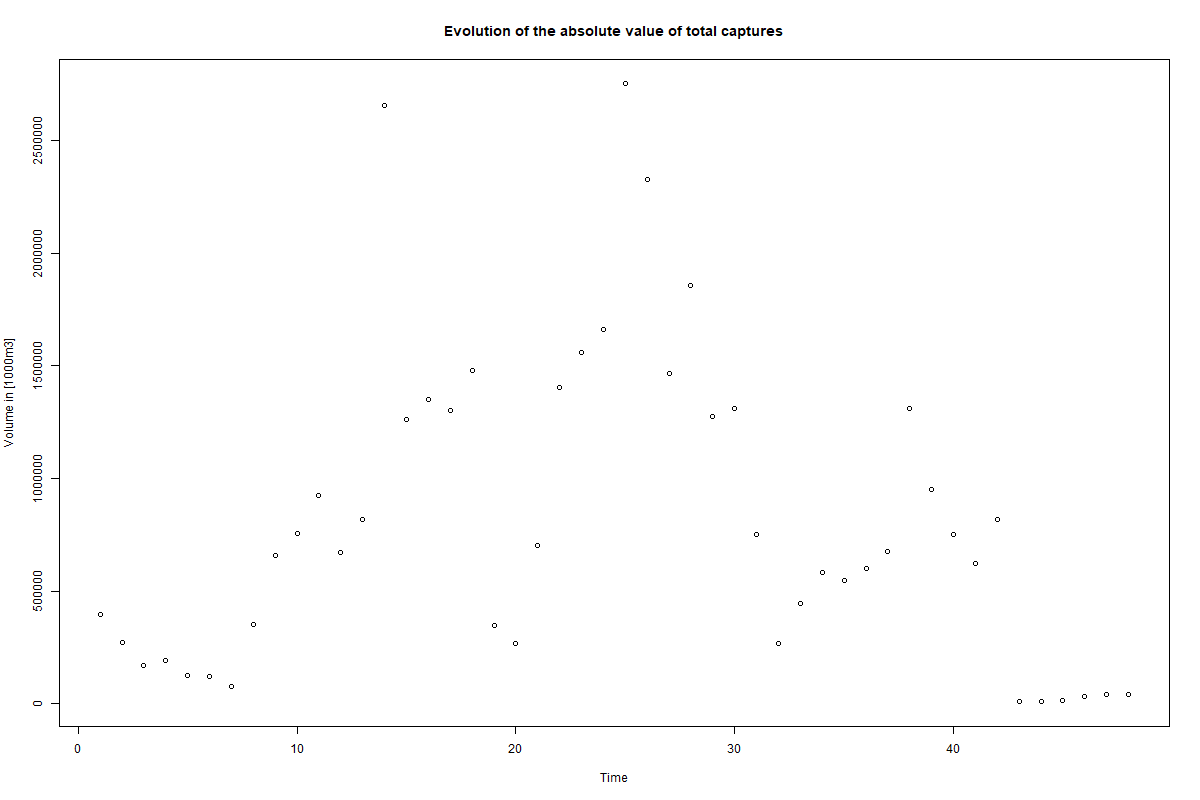 Evolution of the absolute value of total captures
Volume in [1000m3]
2500000
2000000
1500000
1000000
500000
0
0 10 20 30 40
Time